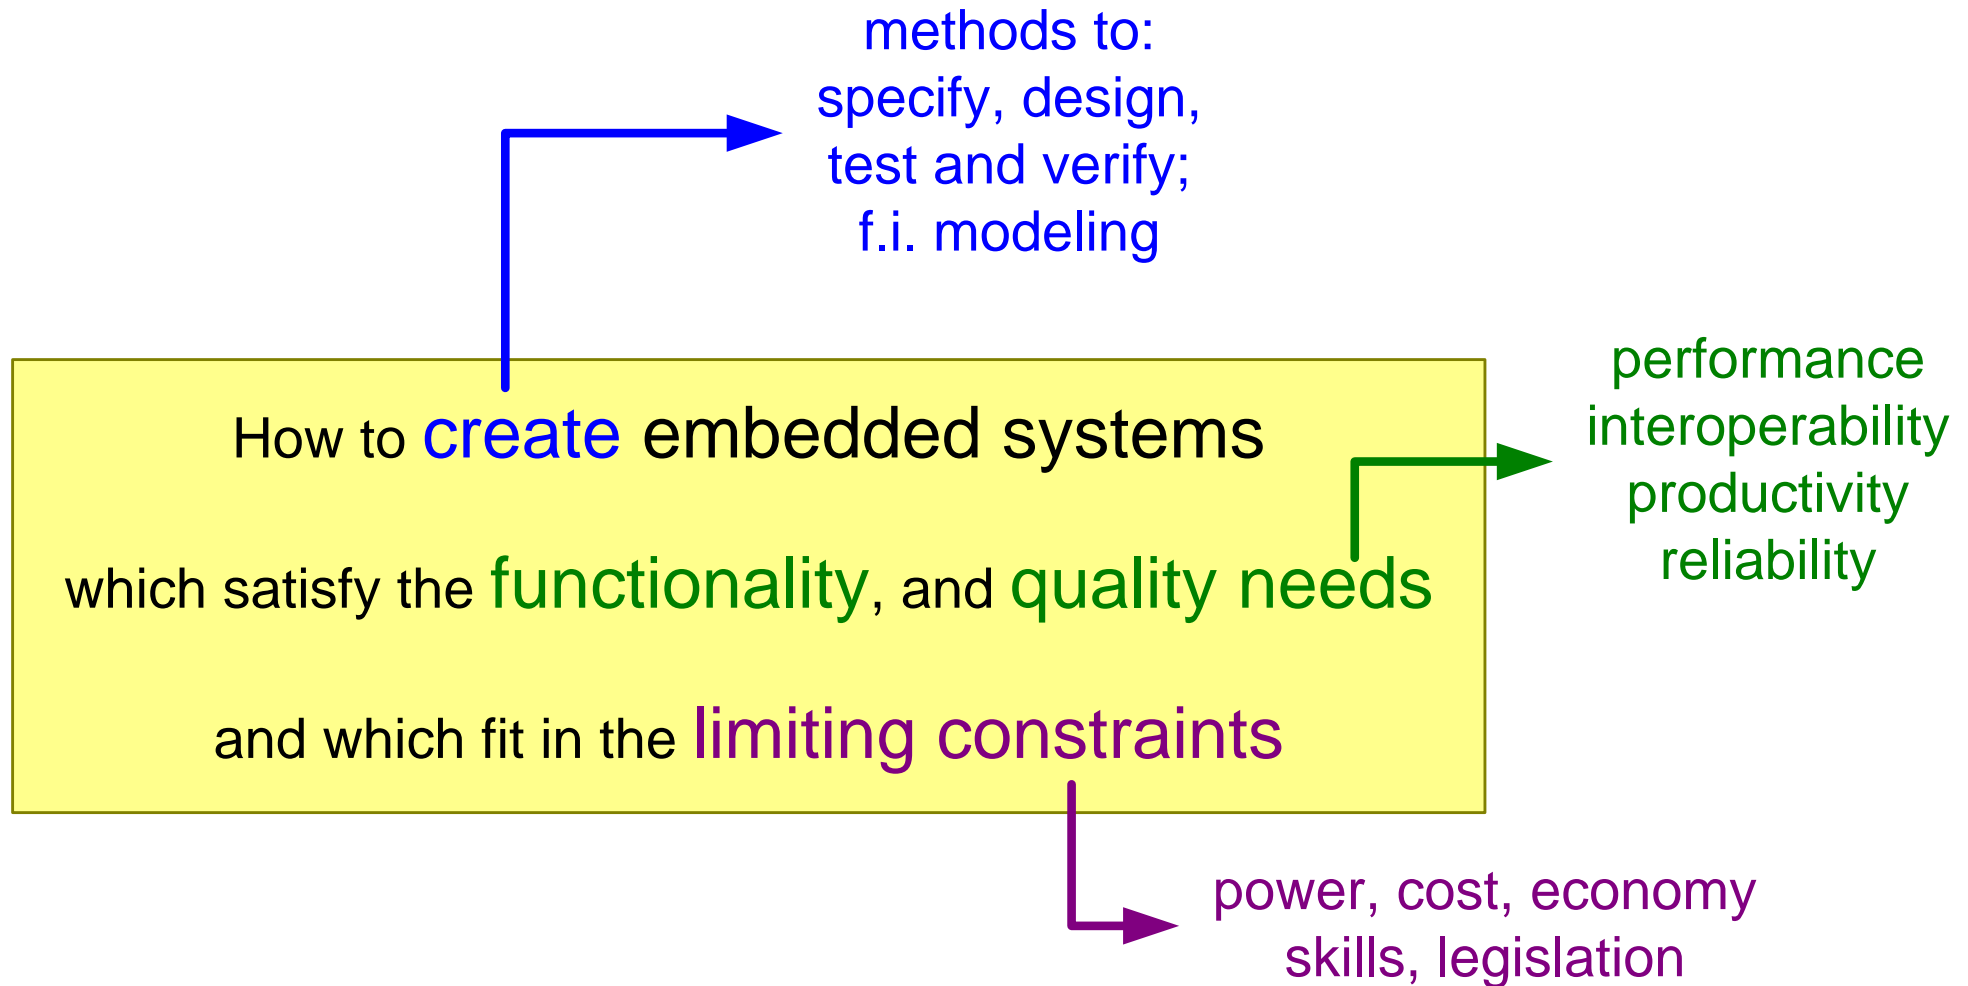 methods to:
specify, design,
test and verify;
f.i. modeling
How to create embedded systems
which satisfy the functionality, and quality needs
and which fit in the limiting constraints
performance
interoperability
productivity
reliability
power, cost, economy
skills, legislation